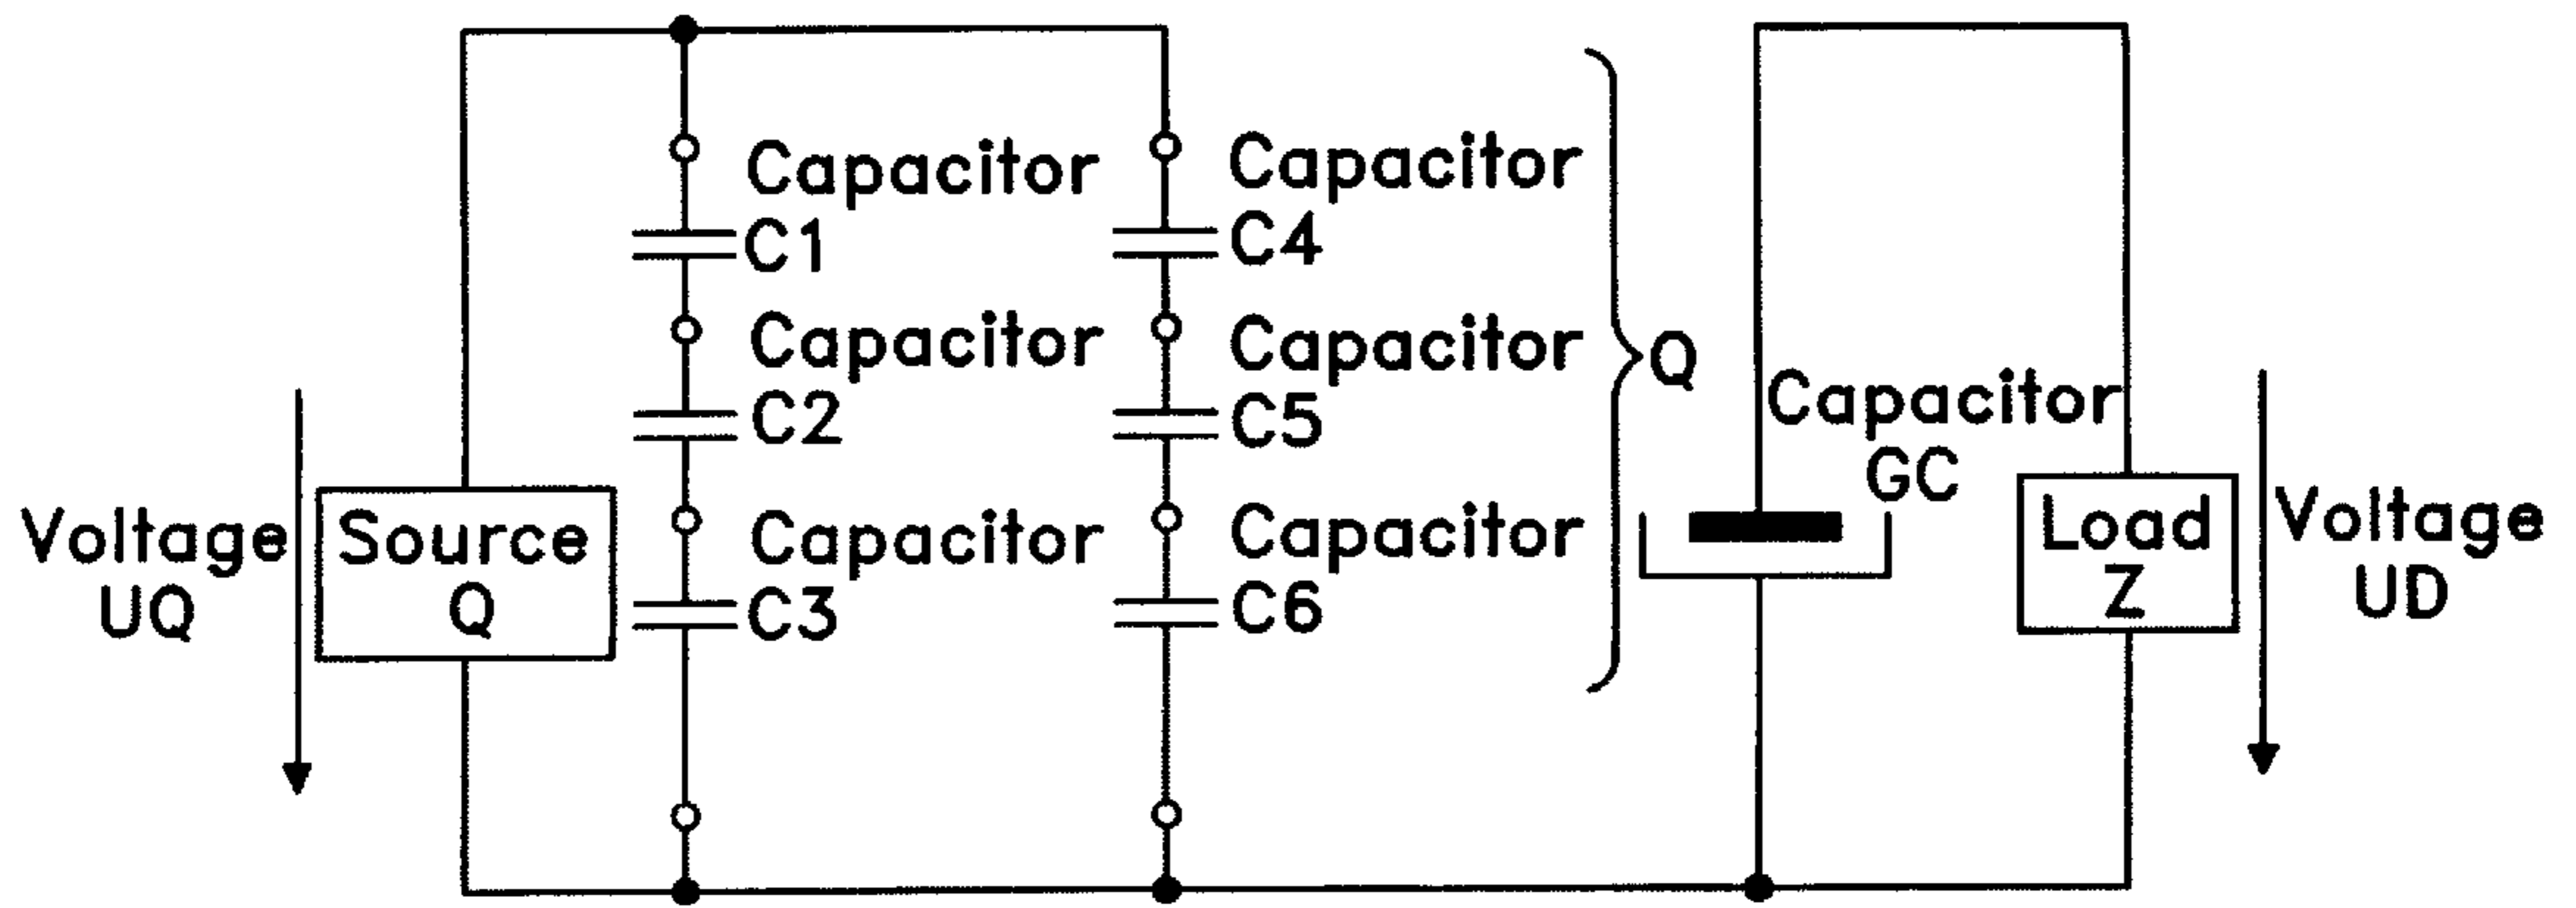 Capacitor
C1
Capacitor
C4
Capacitor
C2
Capacitor
C5
Q
Capacitor
GC
Voltage
UQ
Source
Q
Capacitor
C3
Capacitor
C6
Load
Z
Voltage
UD